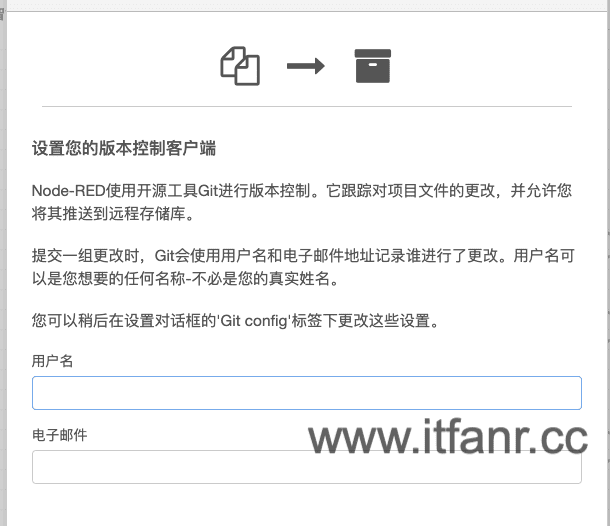 设置您的版本控制客户端
Node-RED使用开源工具Git进行版本控制。它跟踪对项目文件的更改，并允许您
将其推送到远程存储库。
提交一组更改时，Git会使用用户名和电子邮件地址记录谁进行了更改。用户名可
以是您想要的任何名称-不必是您的真实姓名。
您可以稍后在设置对话框的'Git config'标签下更改这些设置。
用户名
电子邮件
www.itfanr.cc